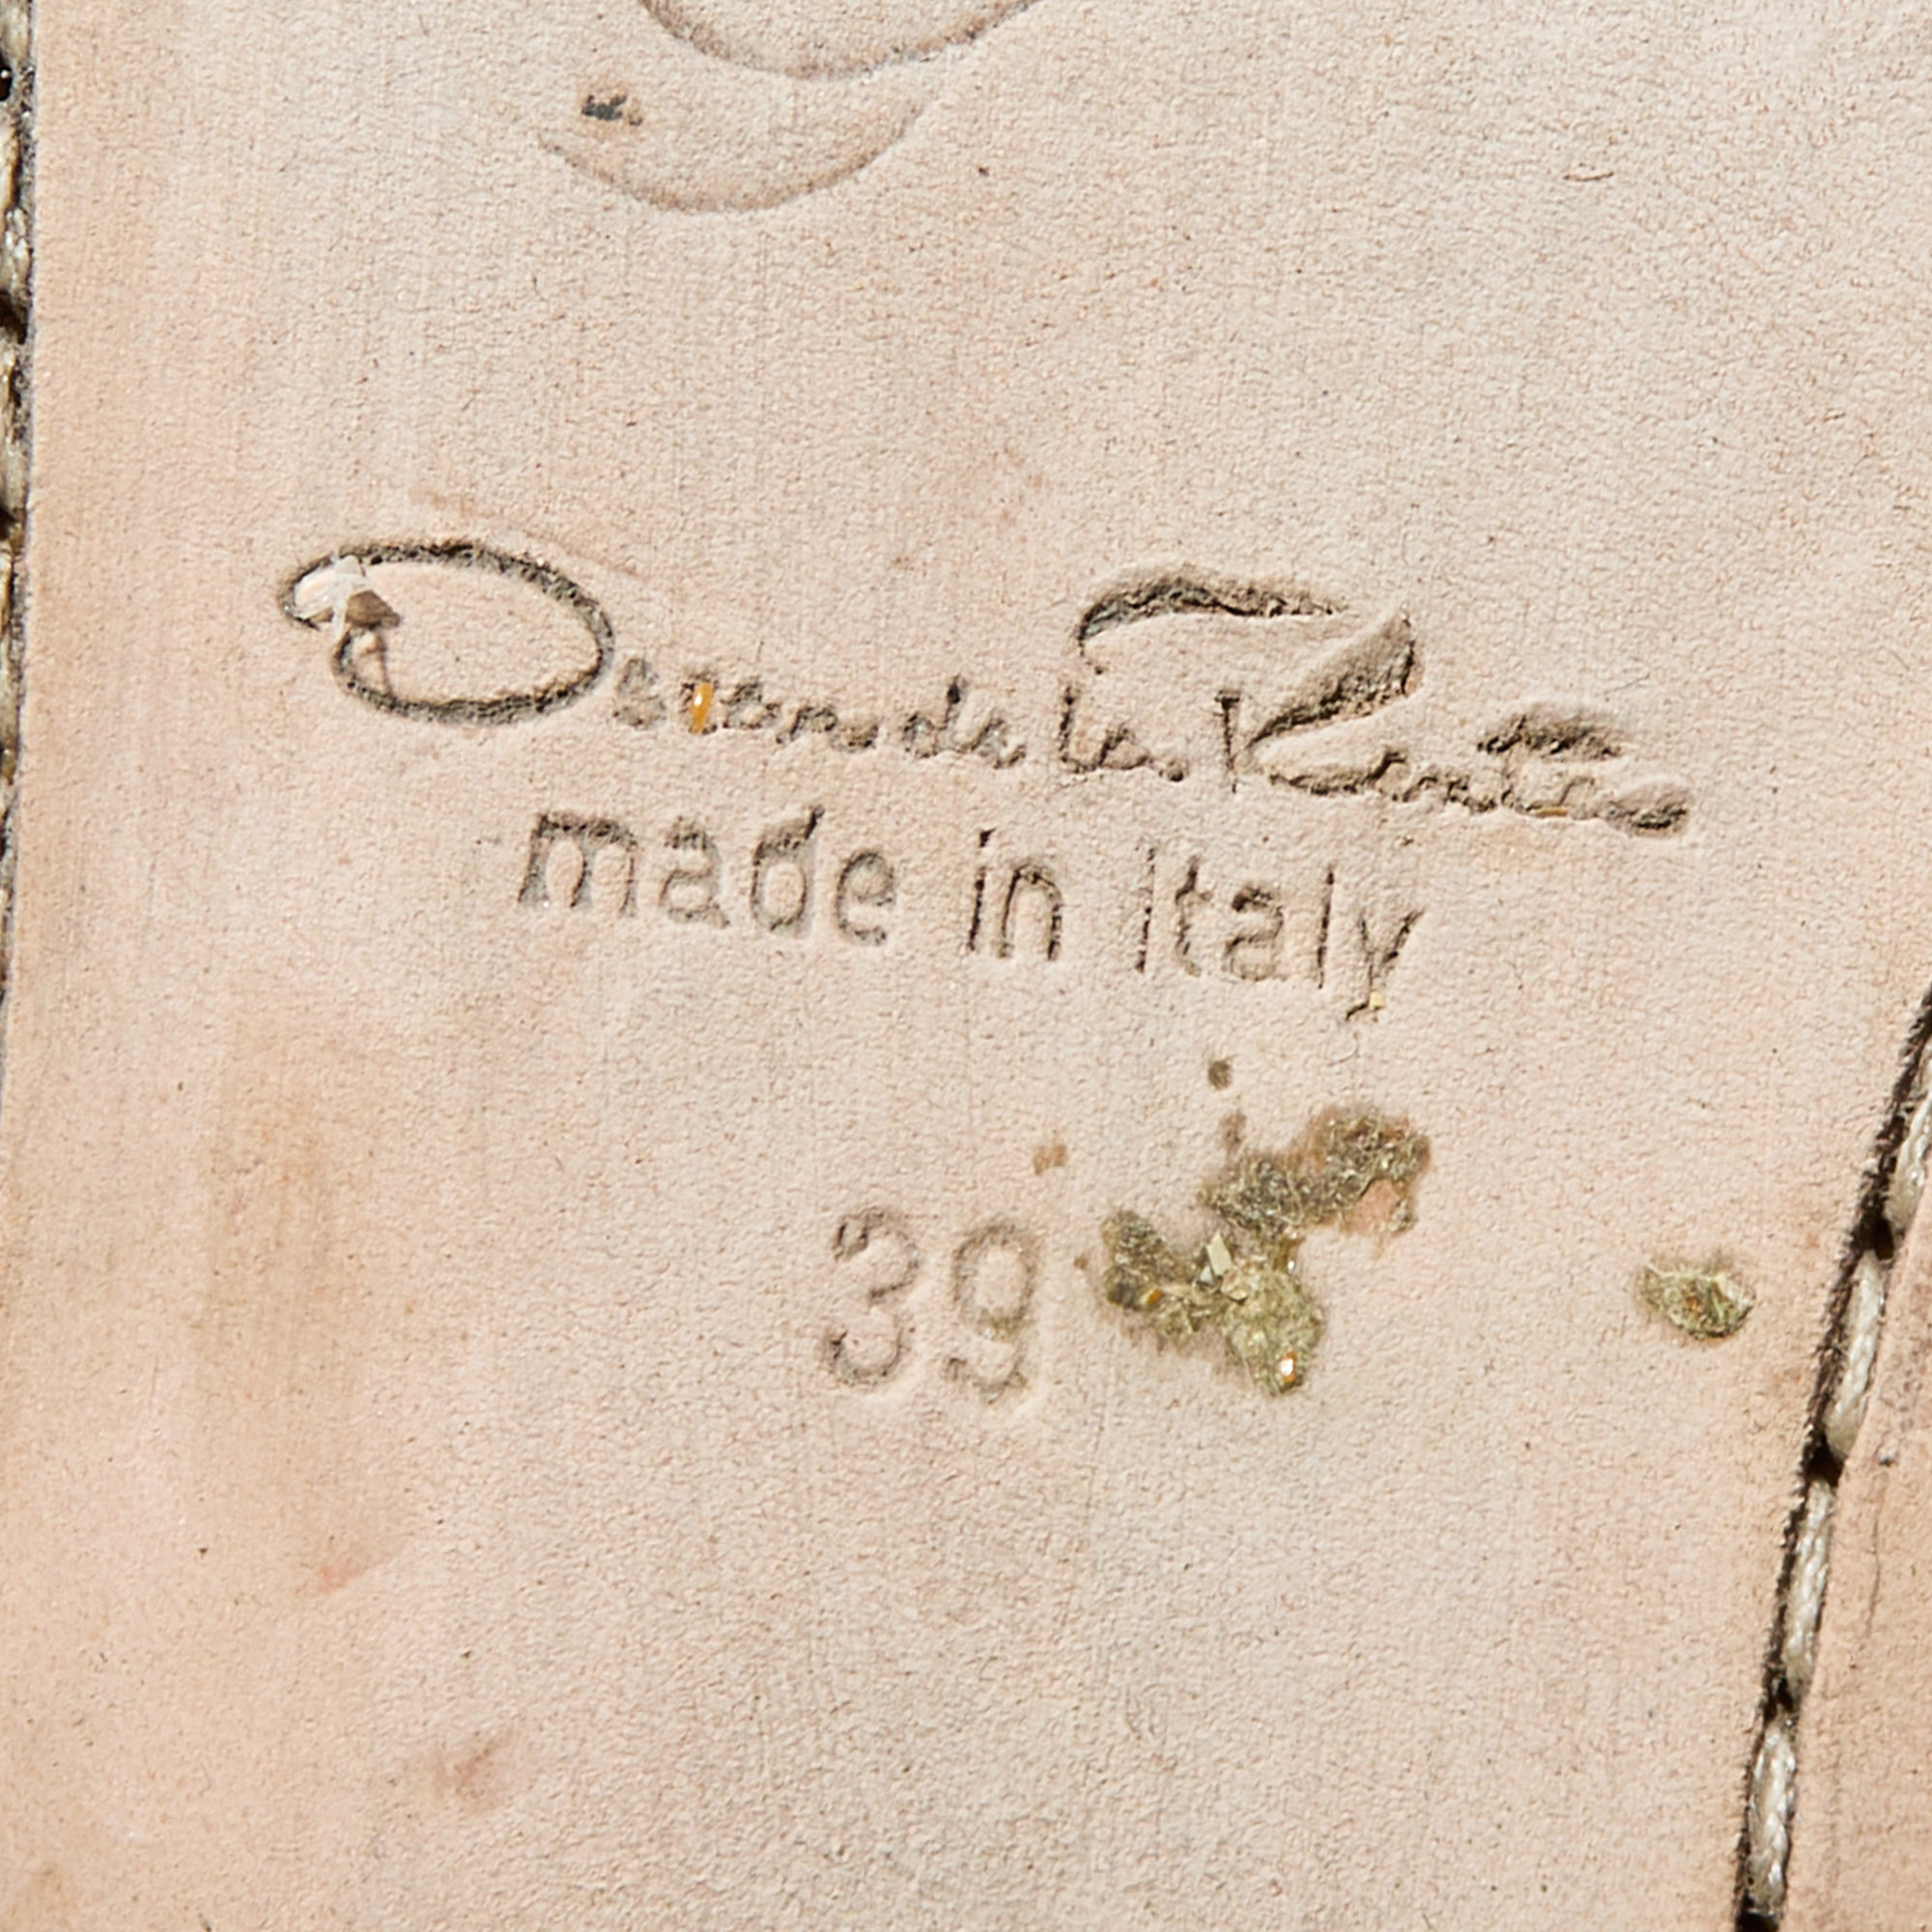 Oscar de la Renta
made in Italy
39